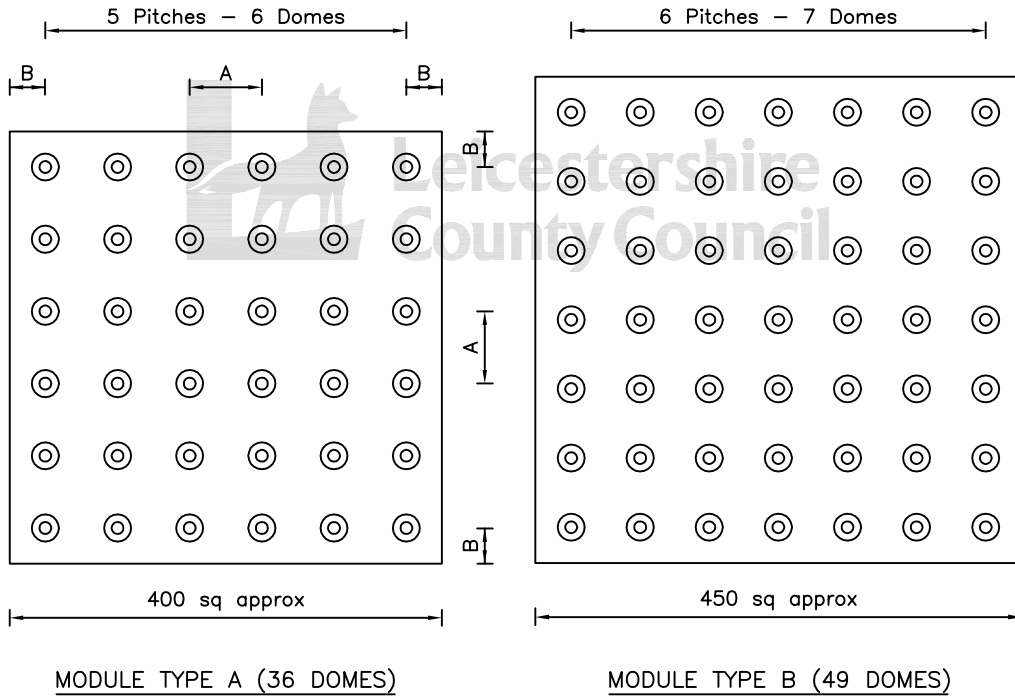 5 Pitches - 6 Domes
6 Pitches - 7 Domes
B
A
B
B
Leicestershire
County Council
A
B
400 sq approx
450 sq approx
MODULE TYPE A (36 DOMES)
MODULE TYPE B (49 DOMES)